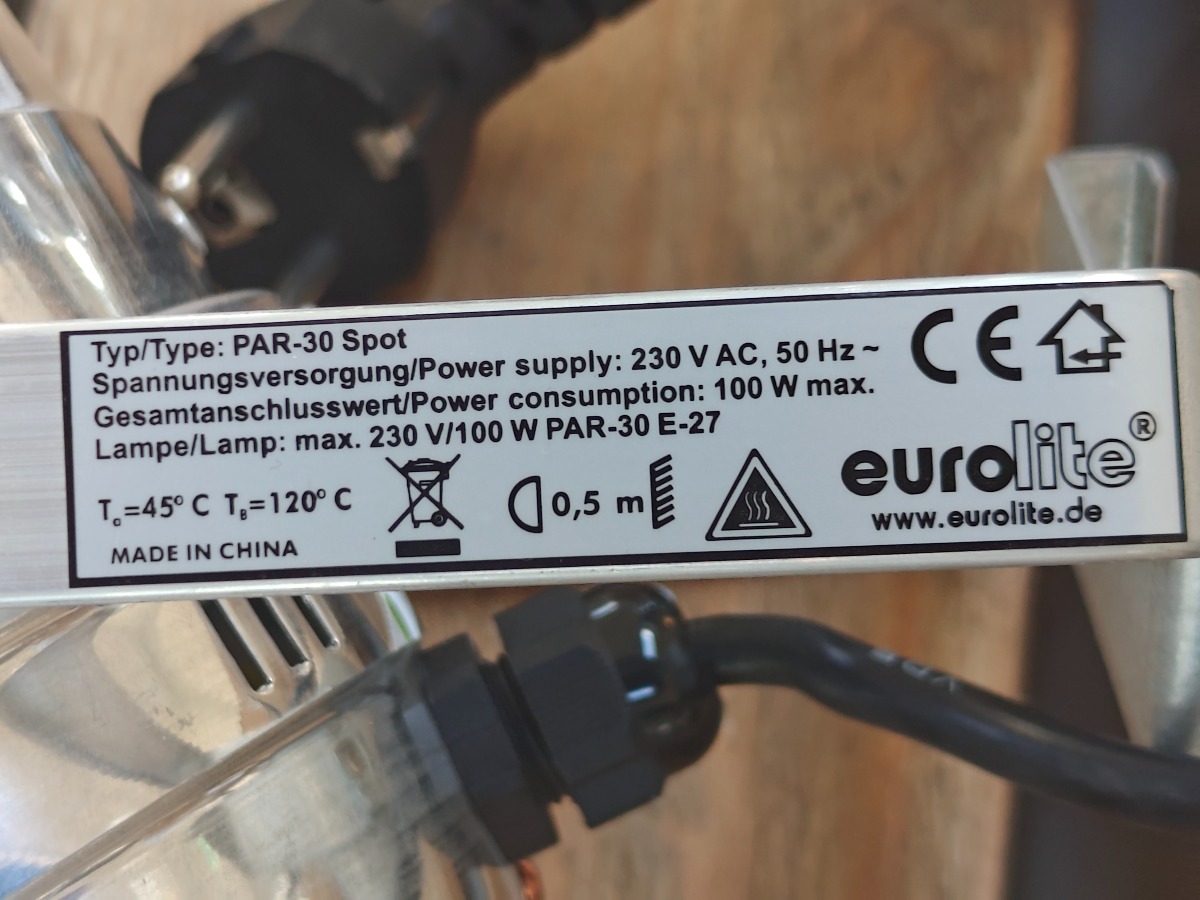 Typ/Type: PAR-30 Spot
Spannungsversorgung/Power supply: 230 V AC, 50 Hz ~
Gesamtanschlusswert/Power consumption: 100 W max.
Lampe/Lamp: max. 230 V/100 W PAR-30 E-27
Ta=45° C TB=120° C
0,5 m
MADE IN CHINA
CE
eurolite®
www.eurolite.de